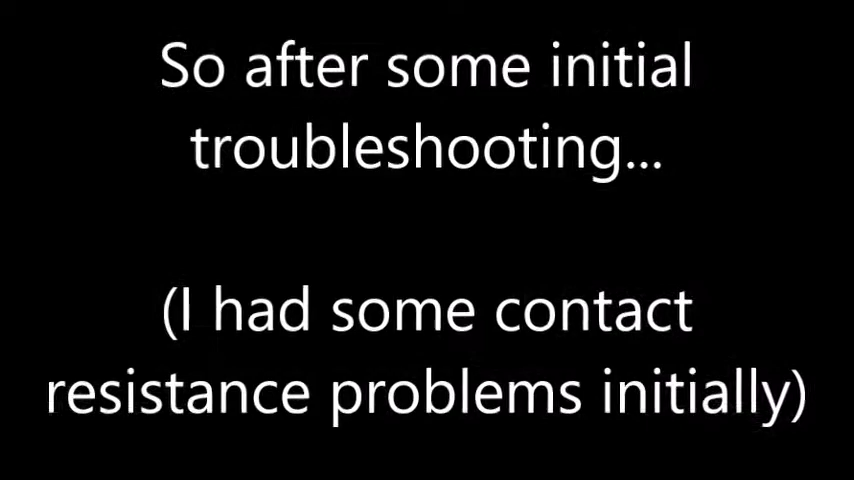 So after some initial
troubleshooting...
(I had some contact
resistance problems initially)